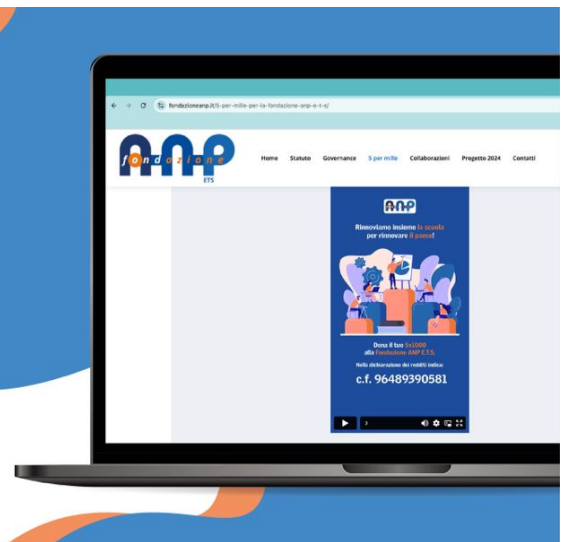 fondazioneanp.it/5-per-mille-per-la-fondazione-anp-e-t-s/
ANP
fondazione
ETS
Home Statuto Governance 5 per mille Collaborazioni Progetto 2024 Contatti
ANP
Rinnoviamo insieme la scuola
per rinnovare il paese!
Dona il tuo 5x1000
alla Fondazione ANP E.T.S.
Nella dichiarazione dei redditi indica:
c.f. 96489390581